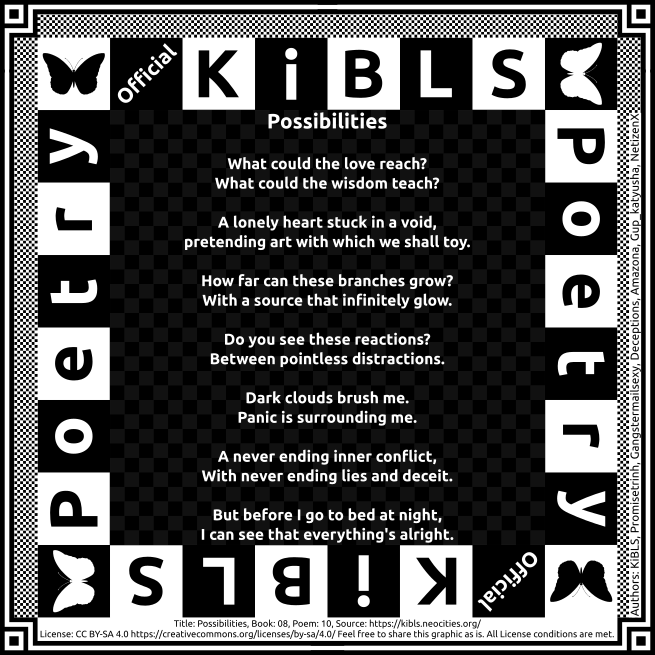 Official KiBLS
Poetry
Poetry
Possibilities
What could the love reach?
What could the wisdom teach?
A lonely heart stuck in a void,
pretending art with which we shall toy.
How far can these branches grow?
With a source that infinitely glow.
Do you see these reactions?
Between pointless distractions.
Dark clouds brush me.
Panic is surrounding me.
A never ending inner conflict,
With never ending lies and deceit.
But before I go to bed at night,
I can see that everything's alright.
Official KiBLS
Authors: KiBLS, Promisetrinh, Gangstermailsexy, Deceptions, Amazona, Gup_katyusha, NetizenX
Title: Possibilities, Book: 08, Poem: 10, Source: https://kibls.neocities.org/
License: CC BY-SA 4.0 https://creativecommons.org/licenses/by-sa/4.0/ Feel free to share this graphic as is. All License conditions are met.